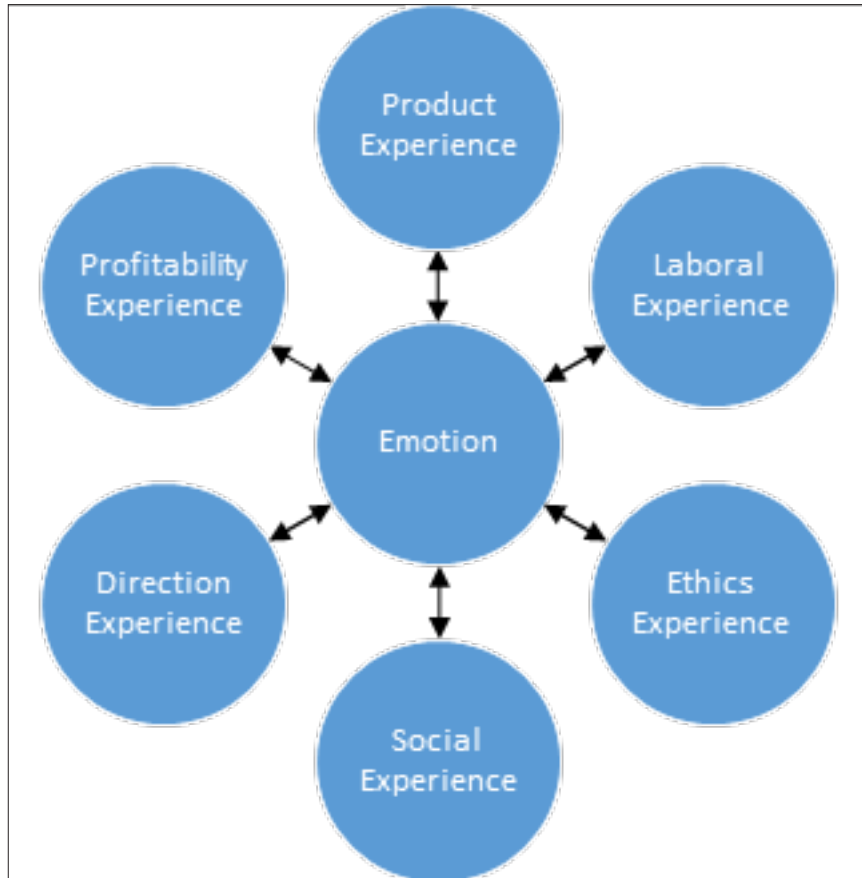 Product
Experience
Profitability
Experience
Laboral
Experience
Emotion
Direction
Experience
Ethics
Experience
Social
Experience